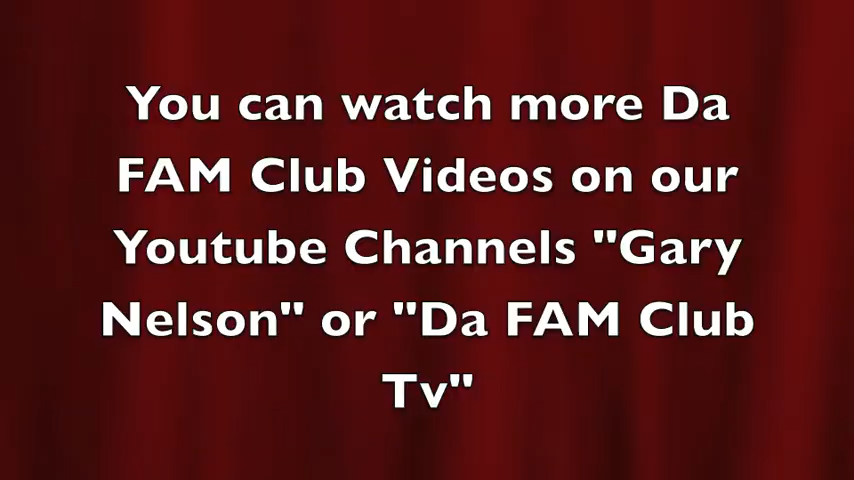 You can watch more Da
FAM Club Videos on our
Youtube Channels "Gary
Nelson" or "Da FAM Club
Tv"